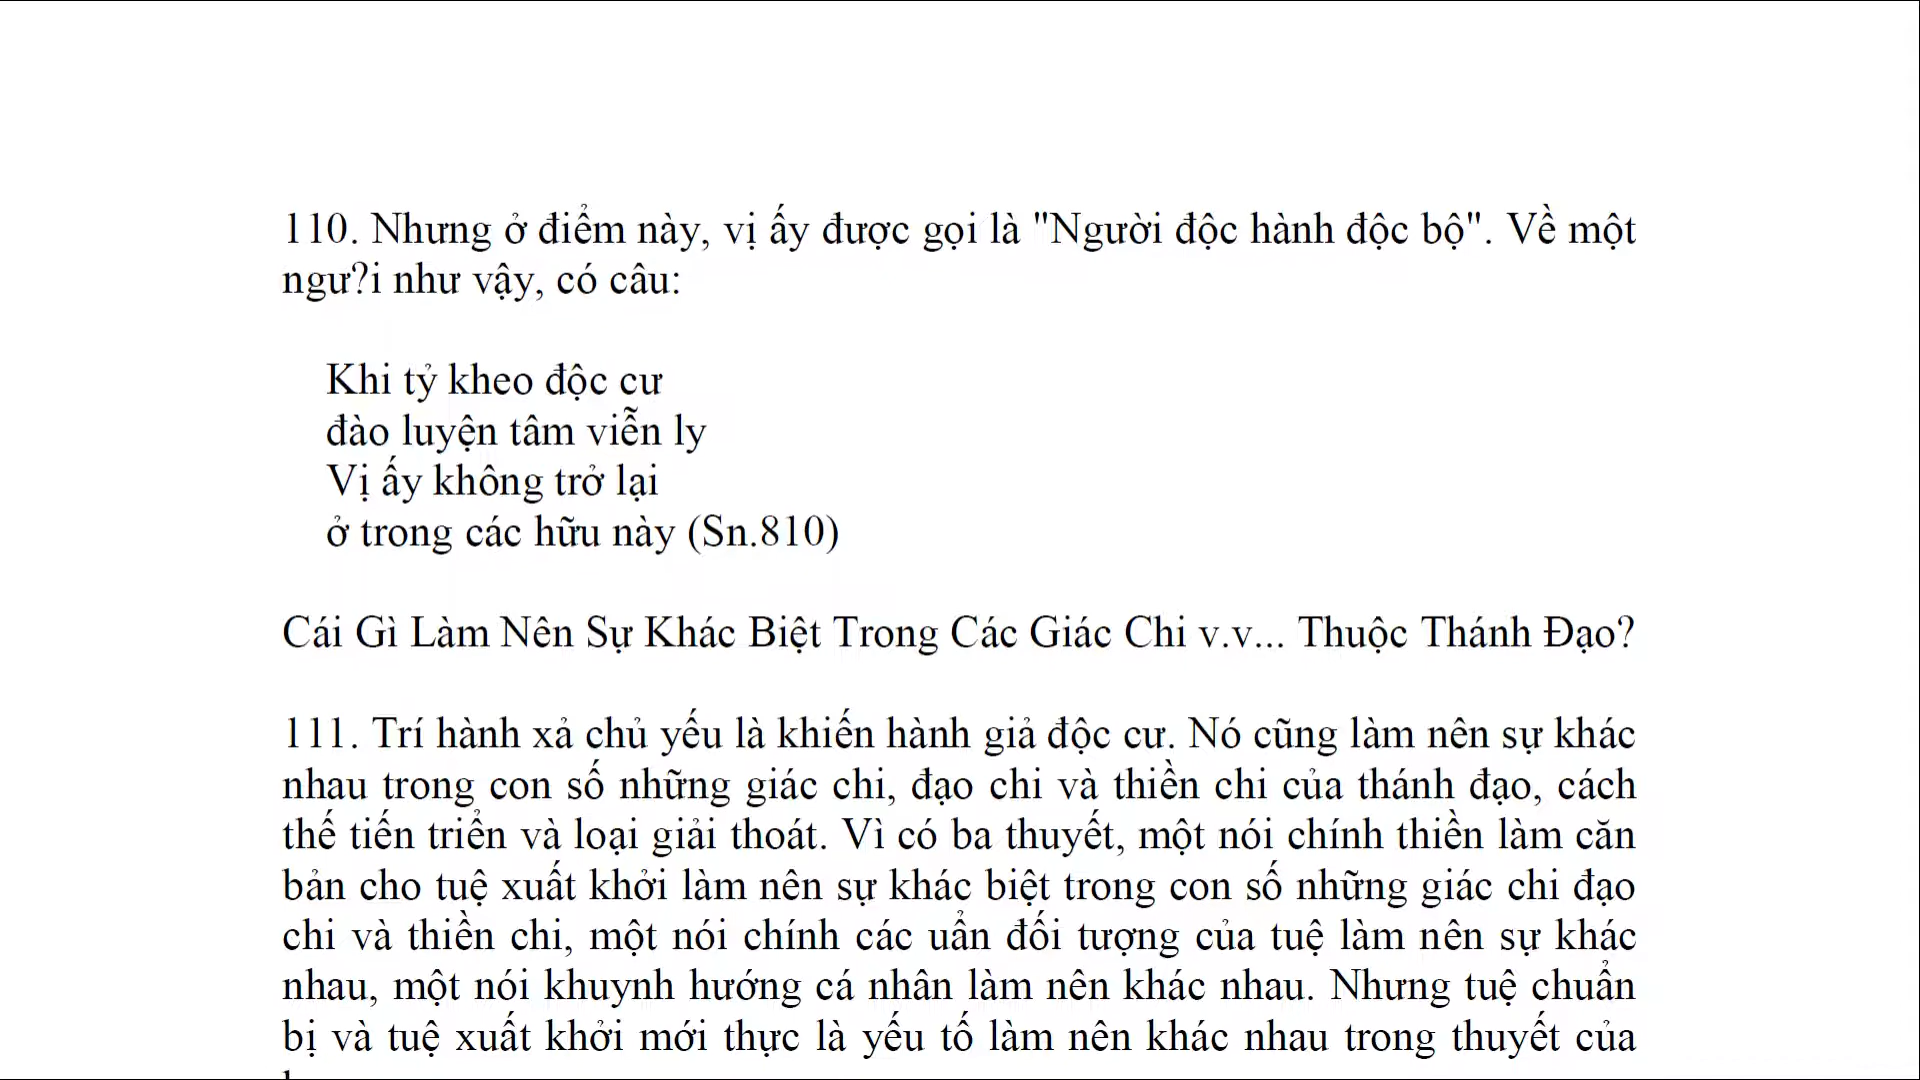 110. Nhưng ở điểm này, vị ấy được gọi là "Người độc hành độc bộ". Về một
ngư?i như vậy, có câu:
Khi tỷ kheo độc cư
đào luyện tâm viễn ly
Vị ấy không trở lại
ở trong các hữu này (Sn.810)
Cái Gì Làm Nên Sự Khác Biệt Trong Các Giác Chi v.v... Thuộc Thánh Đạo?
111. Trí hành xả chủ yếu là khiến hành giả độc cư. Nó cũng làm nên sự khác
nhau trong con số những giác chi, đạo chi và thiền chi của thánh đạo, cách
thế tiến triển và loại giải thoát. Vì có ba thuyết, một nói chính thiền làm căn
bản cho tuệ xuất khởi làm nên sự khác biệt trong con số những giác chi đạo
chi và thiền chi, một nói chính các uẩn đối tượng của tuệ làm nên sự khác
nhau, một nói khuynh hướng cá nhân làm nên khác nhau. Nhưng tuệ chuẩn
bị và tuệ xuất khởi mới thực là yếu tố làm nên khác nhau trong thuyết của